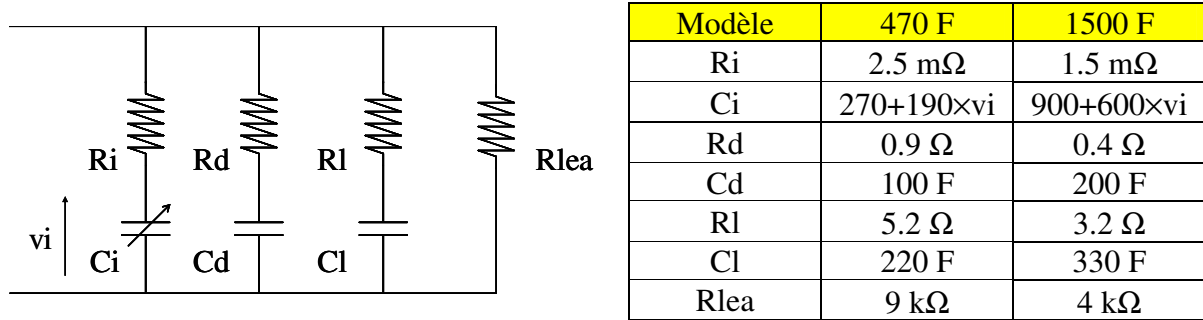 Ri Rd Rl Rlea
vi
Ci Cd Cl
Modèle 470 F 1500 F
Ri 2.5 mΩ 1.5 mΩ
Ci 270+190×vi 900+600×vi
Rd 0.9 Ω 0.4 Ω
Cd 100 F 200 F
Rl 5.2 Ω 3.2 Ω
Cl 220 F 330 F
Rlea 9 kΩ 4 kΩ